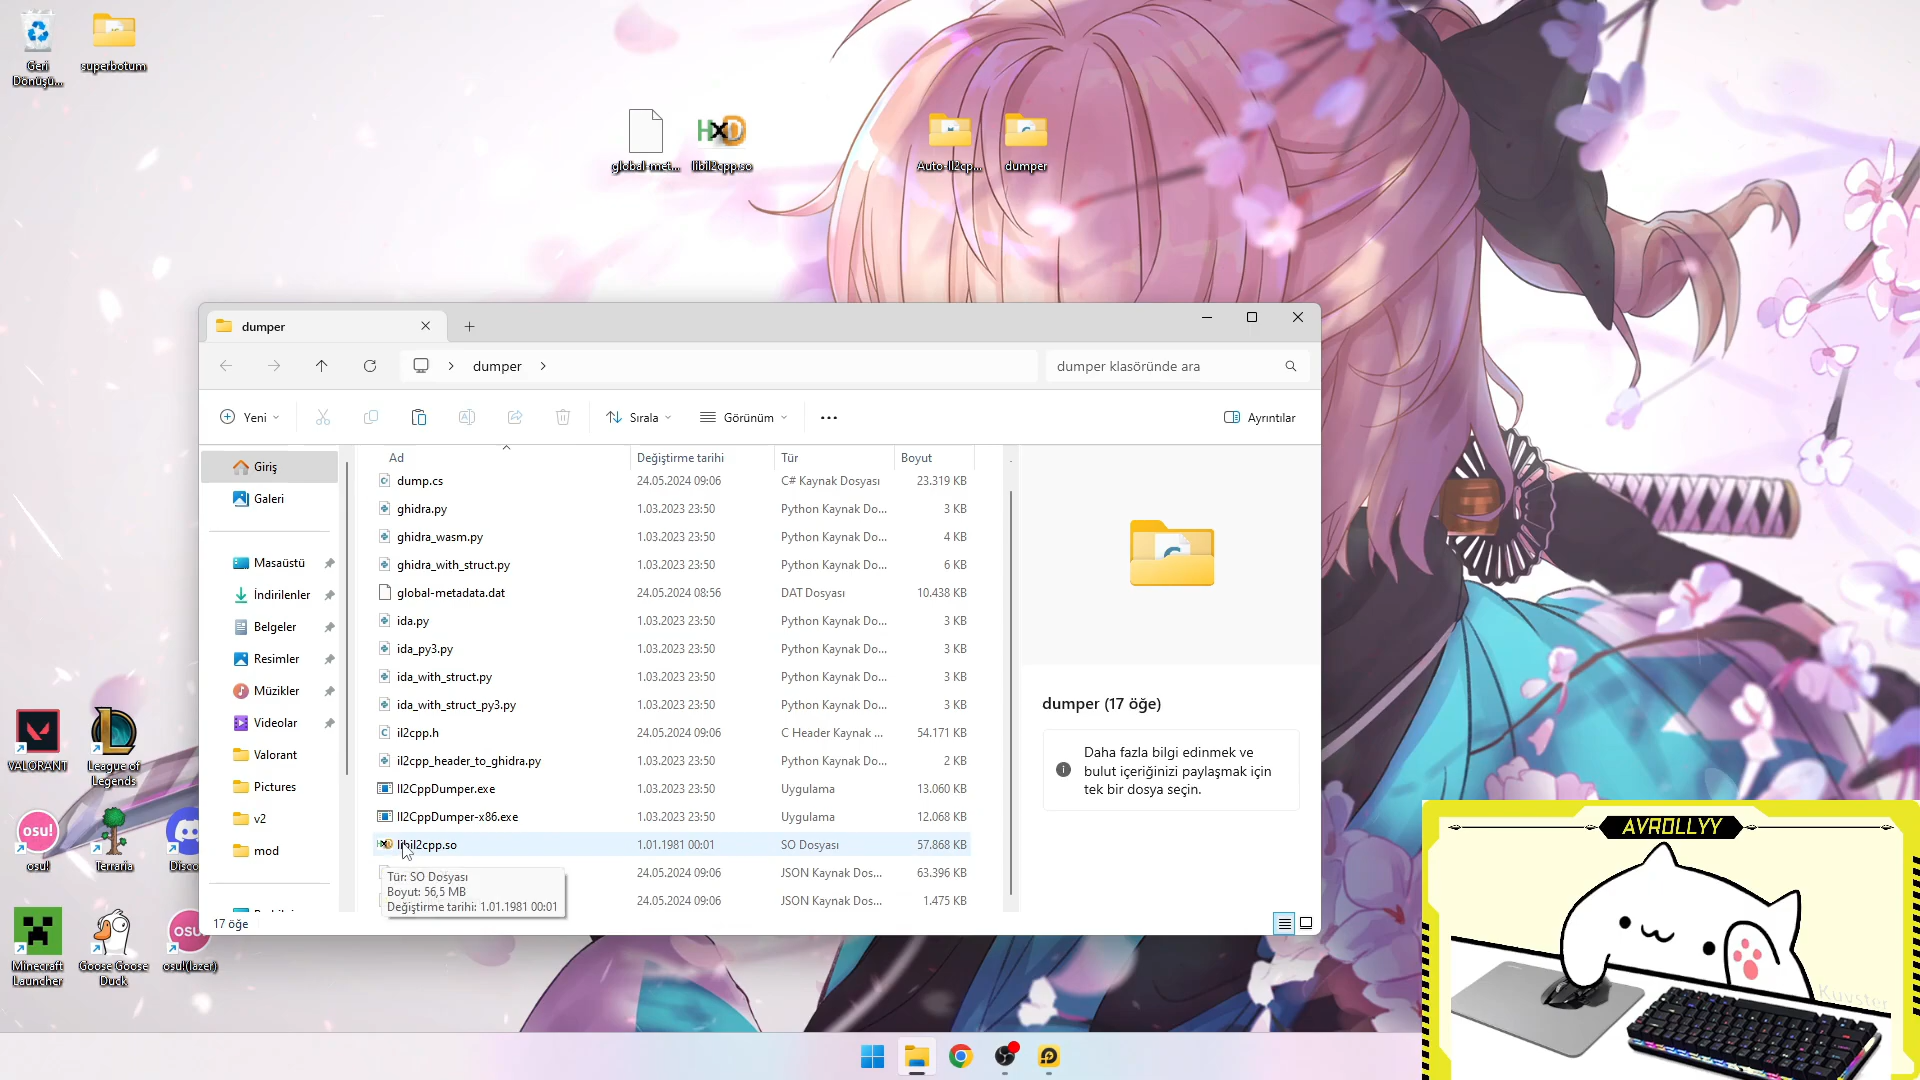 Geri
Dönüşü...
superbotum
global-met...
HxD
libil2cpp.so
Auto-Il2cp...
dumper
dumper
dumper
dumper klasöründe ara
Yeni
Sırala
Görünüm
Ayrıntılar
Giriş
Galeri
Masaüstü
İndirilenler
Belgeler
Resimler
Müzikler
Videolar
Valorant
Pictures
v2
mod
Ad Değiştirme tarihi Tür Boyut
dump.cs 24.05.2024 09:06 C# Kaynak Dosyası 23.319 KB
ghidra.py 1.03.2023 23:50 Python Kaynak Do... 3 KB
ghidra_wasm.py 1.03.2023 23:50 Python Kaynak Do... 4 KB
ghidra_with_struct.py 1.03.2023 23:50 Python Kaynak Do... 6 KB
global-metadata.dat 24.05.2024 08:56 DAT Dosyası 10.438 KB
ida.py 1.03.2023 23:50 Python Kaynak Do... 3 KB
ida_py3.py 1.03.2023 23:50 Python Kaynak Do... 3 KB
ida_with_struct.py 1.03.2023 23:50 Python Kaynak Do... 3 KB
ida_with_struct_py3.py 1.03.2023 23:50 Python Kaynak Do... 3 KB
il2cpp.h 24.05.2024 09:06 C Header Kaynak ... 54.171 KB
il2cpp_header_to_ghidra.py 1.03.2023 23:50 Python Kaynak Do... 2 KB
Il2CppDumper.exe 1.03.2023 23:50 Uygulama 13.060 KB
Il2CppDumper-x86.exe 1.03.2023 23:50 Uygulama 12.068 KB
libil2cpp.so 1.01.1981 00:01 SO Dosyası 57.868 KB
24.05.2024 09:06 JSON Kaynak Dos... 63.396 KB
24.05.2024 09:06 JSON Kaynak Dos... 1.475 KB
Tür: SO Dosyası
Boyut: 56,5 MB
Değiştirme tarihi: 1.01.1981 00:01
17 öğe
dumper (17 öğe)
Daha fazla bilgi edinmek ve
bulut içeriğinizi paylaşmak için
tek bir dosya seçin.
VALORANT
League of
Legends
osu!
osu!
Terraria
Disco
Minecraft
Launcher
Goose Goose
Duck
osu!(lazer)
AVROLLYY
Kuvster